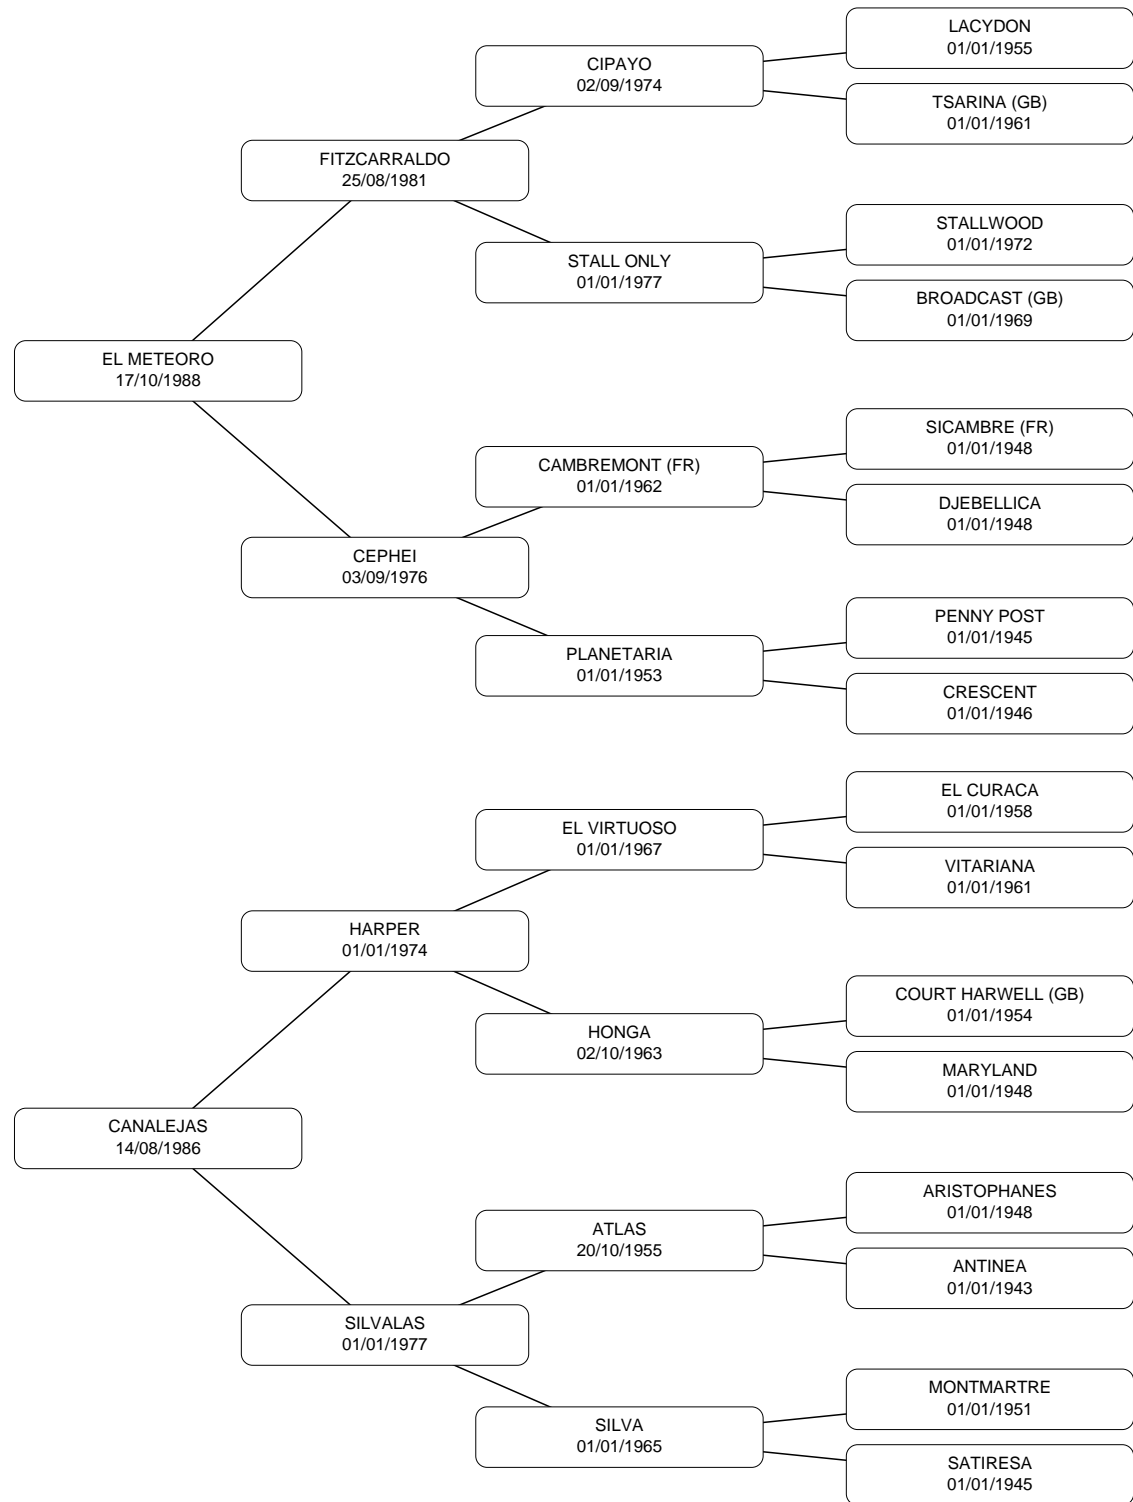 LACYDON
01/01/1955
CIPAYO
02/09/1974
TSARINA (GB)
01/01/1961
FITZCARRALDO
25/08/1981
STALLWOOD
01/01/1972
STALL ONLY
01/01/1977
BROADCAST (GB)
01/01/1969
EL METEORO
17/10/1988
SICAMBRE (FR)
01/01/1948
CAMBREMONT (FR)
01/01/1962
DJEBELLICA
01/01/1948
CEPHEI
03/09/1976
PENNY POST
01/01/1945
PLANETARIA
01/01/1953
CRESCENT
01/01/1946
EL CURACA
01/01/1958
EL VIRTUOSO
01/01/1967
VITARIANA
01/01/1961
HARPER
01/01/1974
COURT HARWELL (GB)
01/01/1954
HONGA
02/10/1963
MARYLAND
01/01/1948
CANALEJAS
14/08/1986
ARISTOPHANES
01/01/1948
ATLAS
20/10/1955
ANTINEA
01/01/1943
SILVALAS
01/01/1977
MONTMARTRE
01/01/1951
SILVA
01/01/1965
SATIRESA
01/01/1945